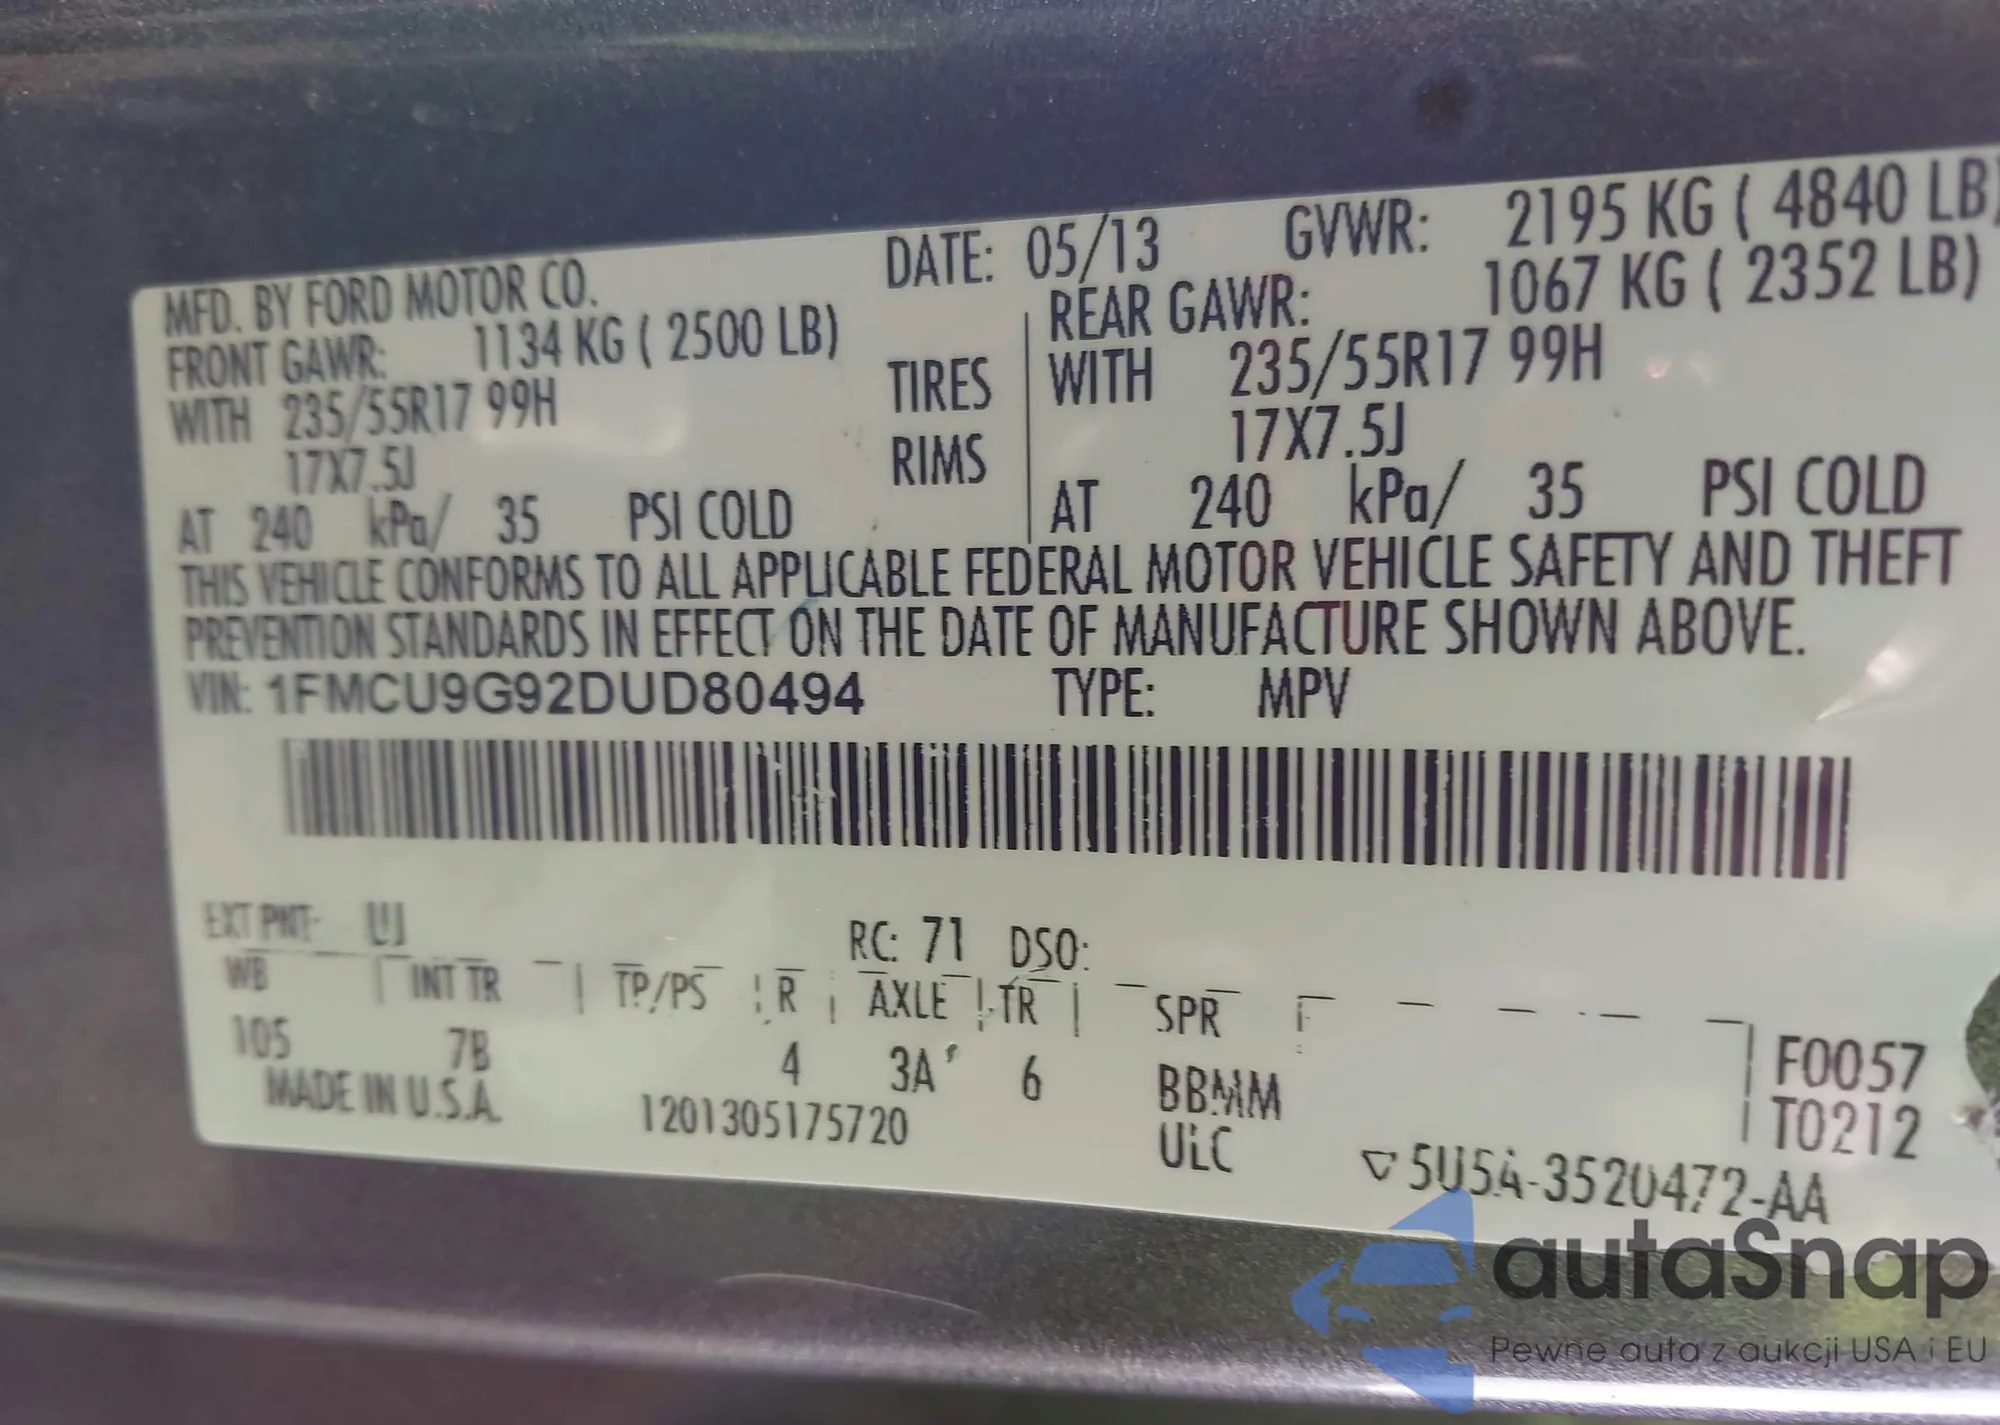 MFD. BY FORD MOTOR CO. DATE: 05/13 GVWR: 2195 KG ( 4840 LB)
FRONT GAWR: 1134 KG ( 2500 LB) REAR GAWR: 1067 KG ( 2352 LB)
WITH 235/55R17 99H TIRES WITH 235/55R17 99H
17X7.5J RIMS 17X7.5J
AT 240 kPa/ 35 PSI COLD AT 240 kPa/ 35 PSI COLD
THIS VEHICLE CONFORMS TO ALL APPLICABLE FEDERAL MOTOR VEHICLE SAFETY AND THEFT
PREVENTION STANDARDS IN EFFECT ON THE DATE OF MANUFACTURE SHOWN ABOVE.
VIN: 1FMCU9G92DUD80494 TYPE: MPV
EXT PNT: UJ RC: 71 DSO:
WB INT TR TP/PS R AXLE TR SPR
105 7B 4 3A 6 BBMM F0057
MADE IN U.S.A. 1201305175720 UIC T0212
5U5A-3520472-AA
autaSnap
Pewne auta z aukcji USA i EU